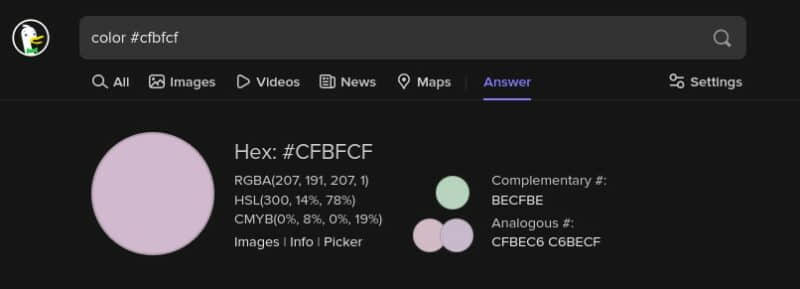 color #cfbfcf
All Images Videos News Maps Answer Settings
Hex: #CFBFCF
RGBA(207, 191, 207, 1)
HSL(300, 14%, 78%)
CMYB(0%, 8%, 0%, 19%)
Images | Info | Picker
Complementary #:
BECFBE
Analogous #:
CFBEC6 C6BECF